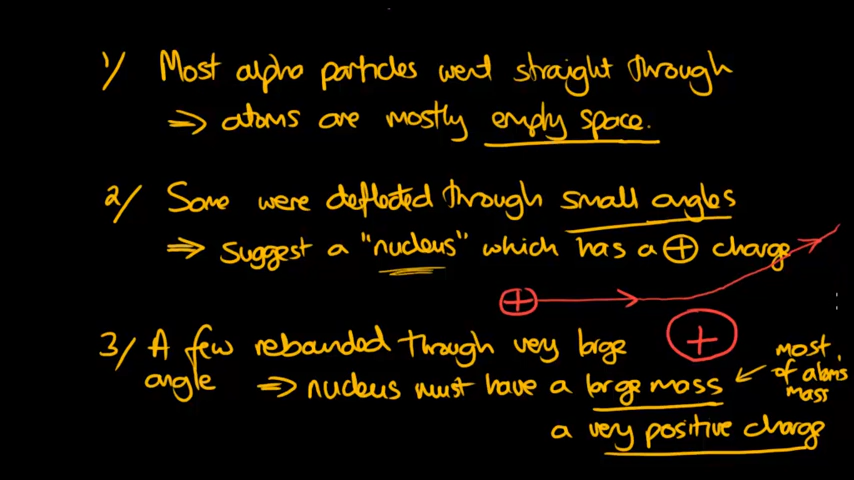 1/ Most alpha particles went straight through
=> atoms are mostly empty space.
2/ Some were deflected through small angles
=> suggest a "nucleus" which has a ⊕ charge
+
+
3/ A few rebounded through very large
angle => nucleus must have a large mass
most
of atoms
mass
a very positive charge